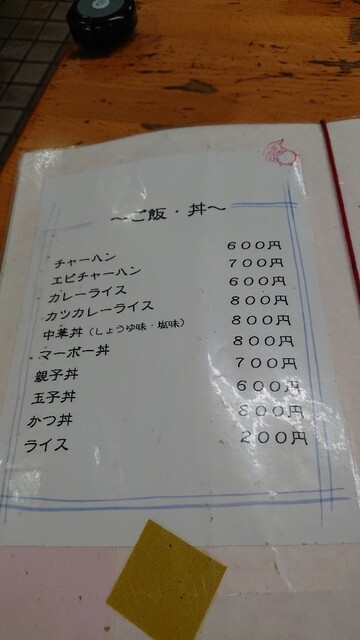 ～ご飯・丼～
チャーハン 600円
エビチャーハン 700円
カレーライス 600円
カツカレーライス 800円
中華丼（しょうゆ味・塩味） 800円
マーボー丼 800円
親子丼 700円
玉子丼 600円
かつ丼 800円
ライス 200円